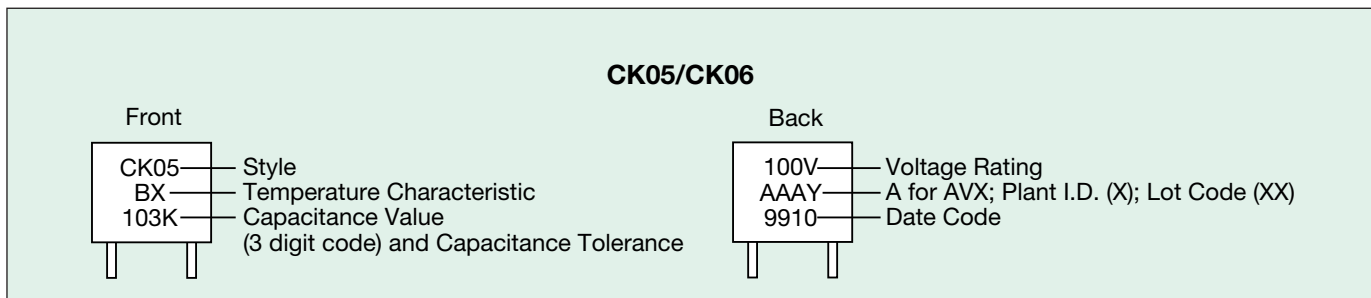 CK05/CK06
Front
CK05 Style
BX Temperature Characteristic
103K Capacitance Value
(3 digit code) and Capacitance Tolerance
Back
100V Voltage Rating
AAAY A for AVX; Plant I.D. (X); Lot Code (XX)
9910 Date Code